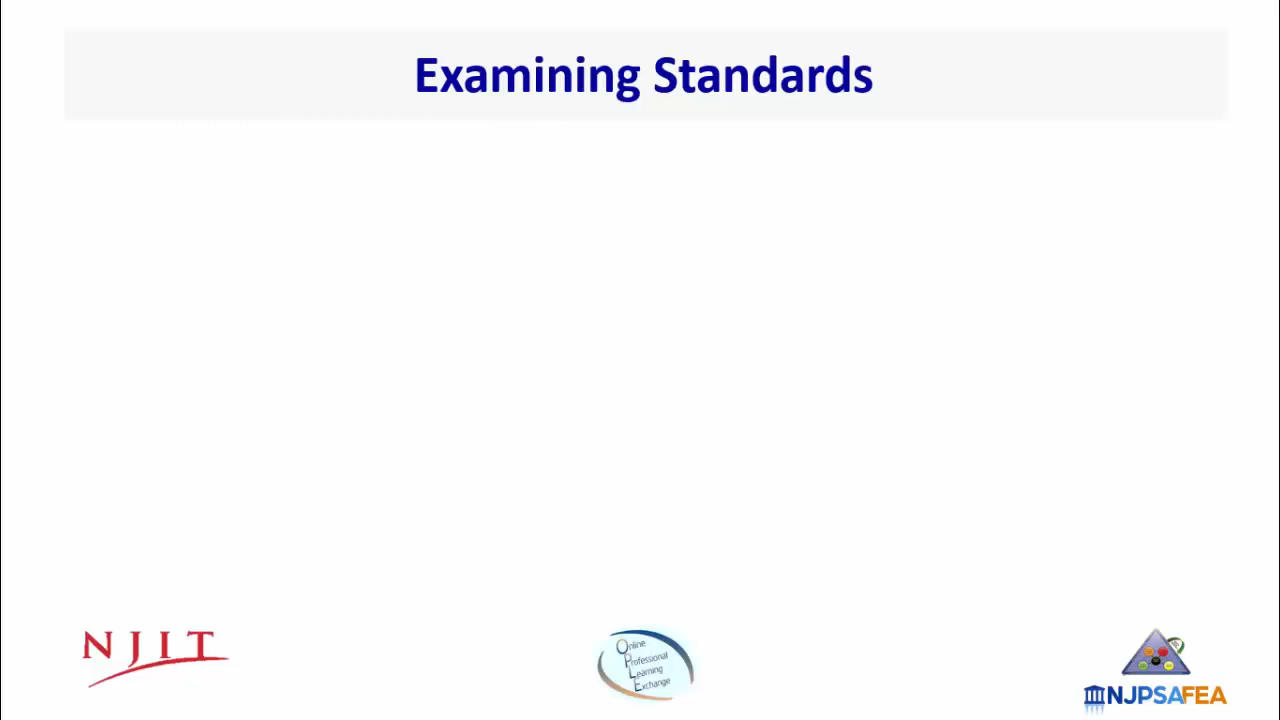 Examining Standards
NJIT
Online
Professional
Learning
Exchange
NJPSAFEA